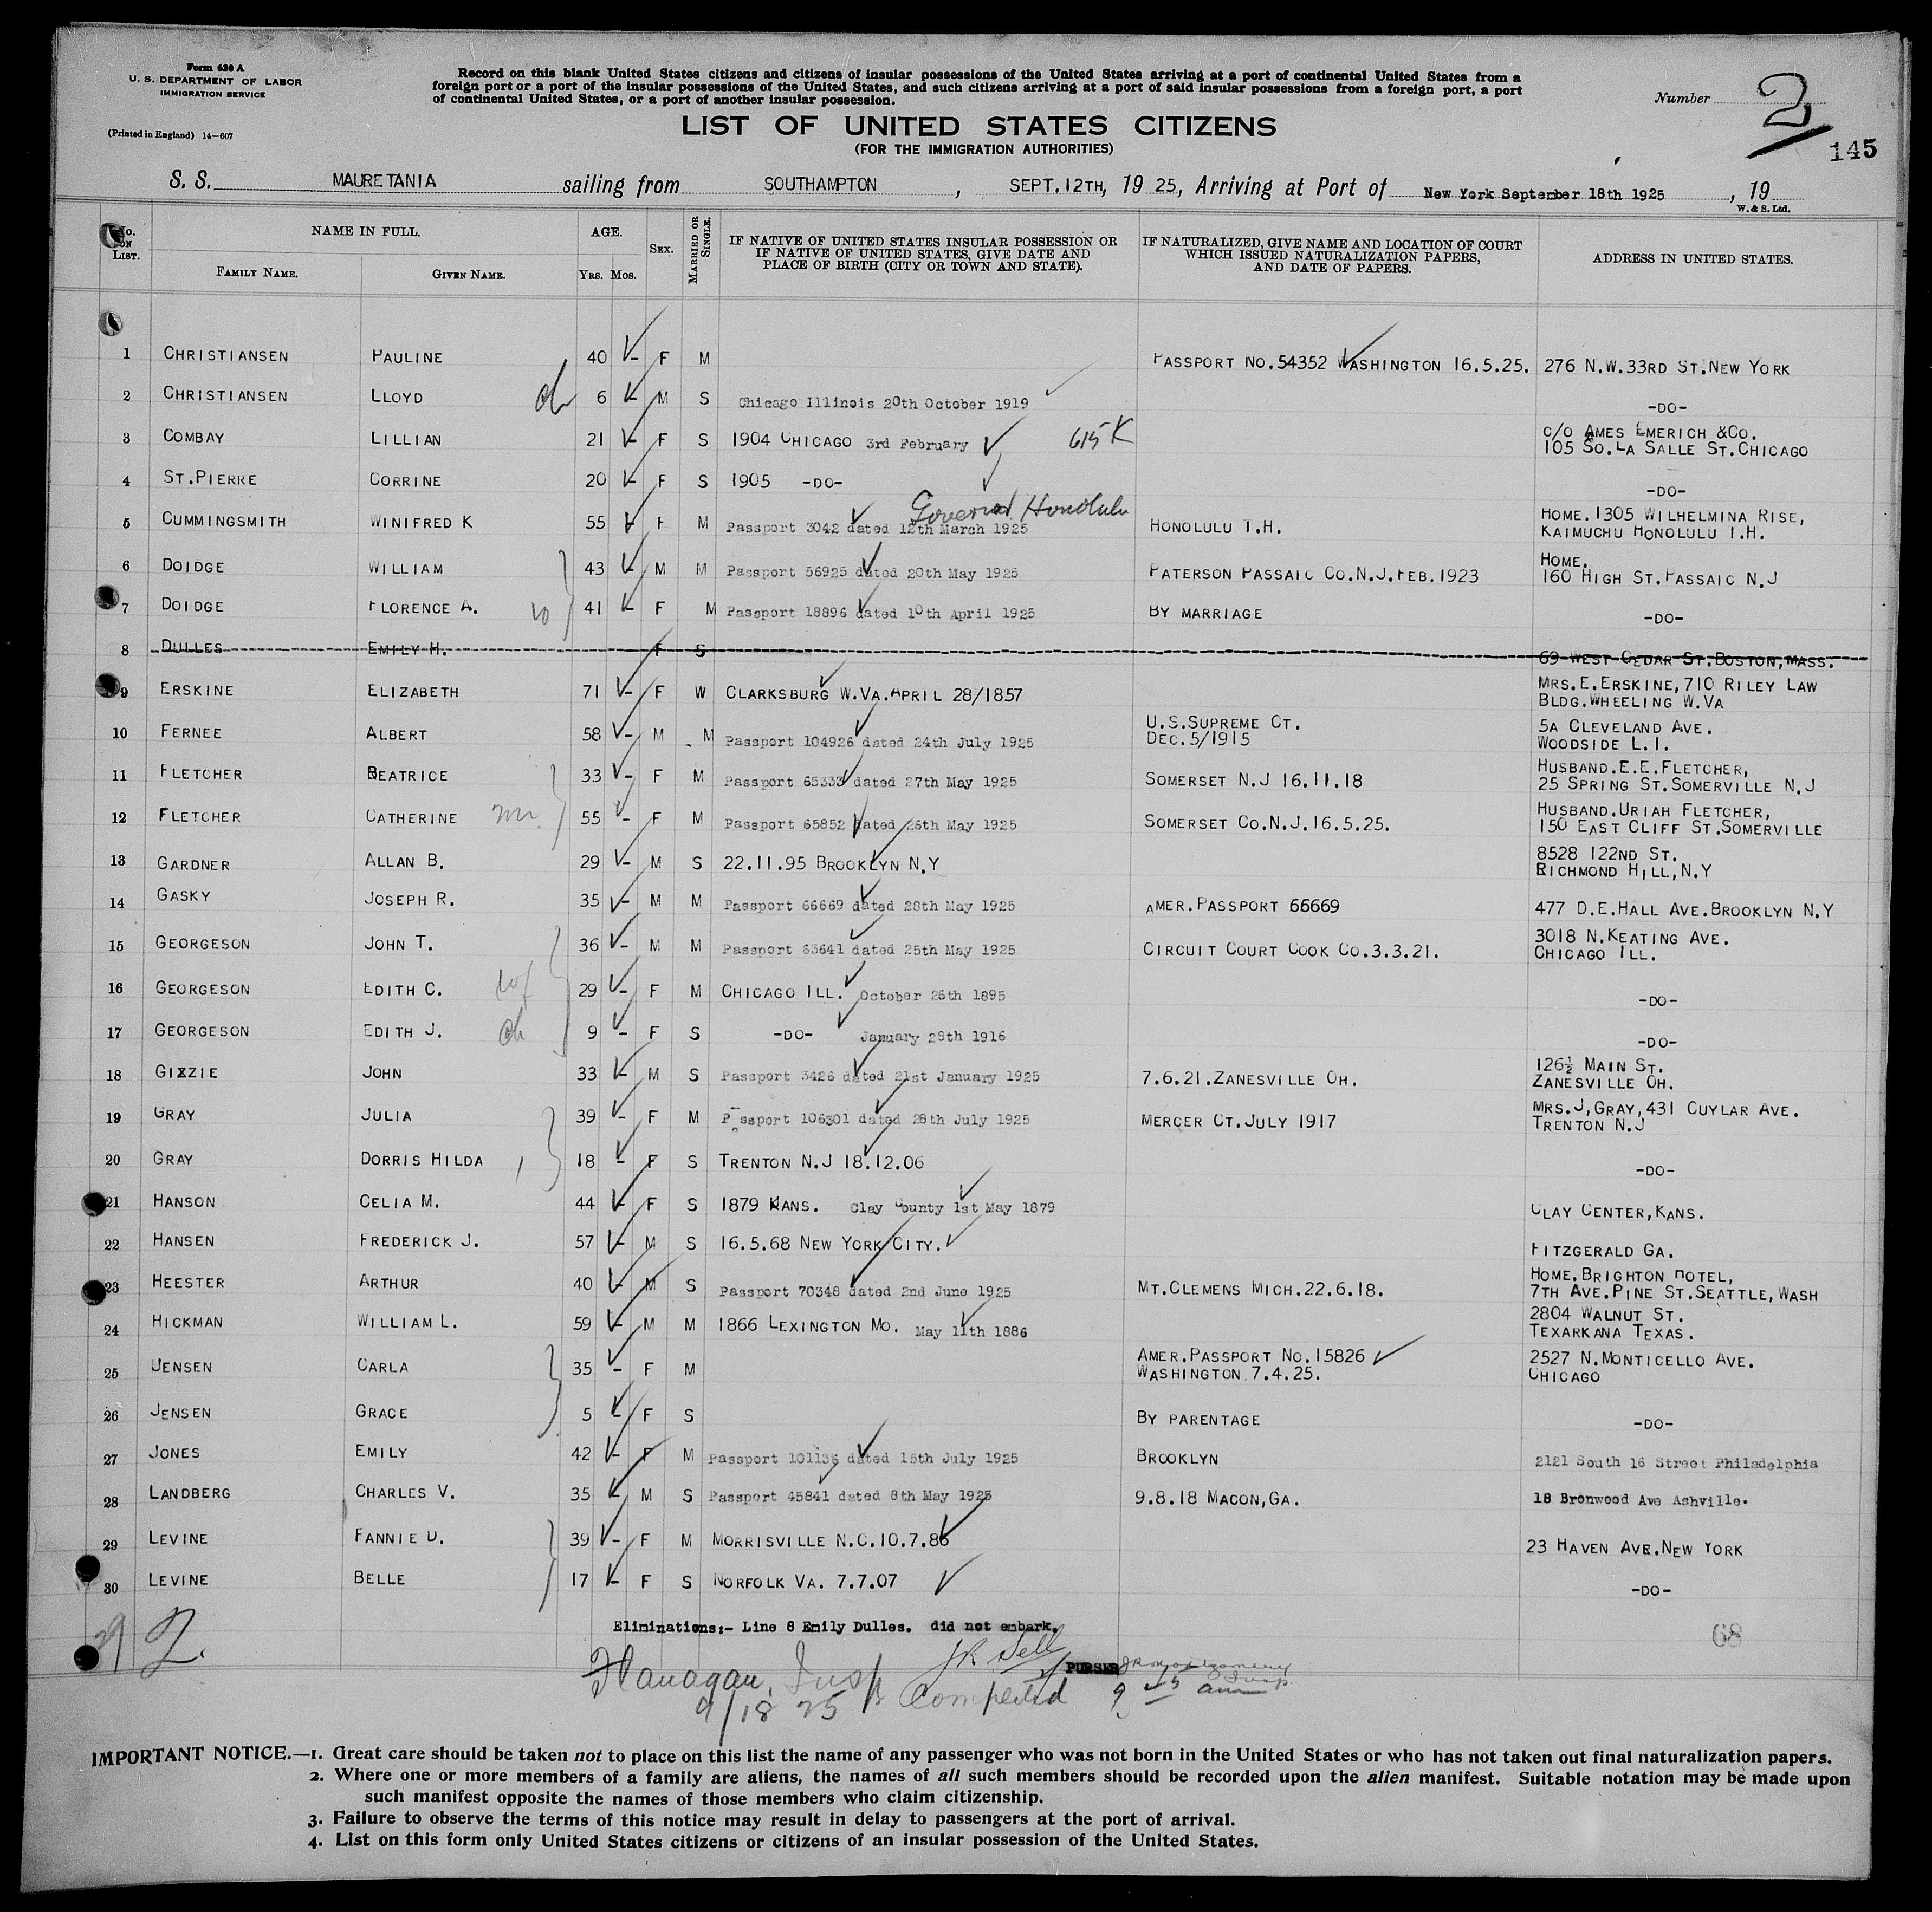 Form 630 A
U. S. DEPARTMENT OF LABOR
IMMIGRATION SERVICE
(Printed in England) 14—607
Record on this blank United States citizens and citizens of insular possessions of the United States arriving at a port of continental United States from a
foreign port or a port of the insular possessions of the United States, and such citizens arriving at a port of said insular possessions from a foreign port, a port
of continental United States, or a port of another insular possession.
Number 2
145
LIST OF UNITED STATES CITIZENS
(FOR THE IMMIGRATION AUTHORITIES)
S. S. MAURETANIA sailing from SOUTHAMPTON, SEPT. 12TH, 1925, Arriving at Port of New York September 18th 1925, 19
W. & S. Ltd.
No. ON LIST. NAME IN FULL. FAMILY NAME. GIVEN NAME. AGE. YRS. MOS. SEX. MARRIED OR SINGLE. IF NATIVE OF UNITED STATES INSULAR POSSESSION OR IF NATIVE OF UNITED STATES, GIVE DATE AND PLACE OF BIRTH (CITY OR TOWN AND STATE). IF NATURALIZED, GIVE NAME AND LOCATION OF COURT WHICH ISSUED NATURALIZATION PAPERS, AND DATE OF PAPERS. ADDRESS IN UNITED STATES.
1 CHRISTIANSEN PAULINE 40 - F M PASSPORT NO. 54352 WASHINGTON 16.5.25. 276 N.W. 33RD ST. NEW YORK
2 CHRISTIANSEN LLOYD ch 6 - M S Chicago Illinois 20th October 1919 -DO-
3 COMBAY LILLIAN 21 - F S 1904 CHICAGO 3rd February 615 K C/O AMES EMERICH &CO. 105 SO. LA SALLE ST. CHICAGO
4 ST. PIERRE CORRINE 20 - F S 1905 -DO- -DO-
5 CUMMINGSMITH WINIFRED K 55 - F M Passport 3042 dated 12th March 1925 Governor Honolulu HONOLULU T.H. HOME. 1305 WILHELMINA RISE, KAIMUCHU HONOLULU T.H.
6 DOIDGE WILLIAM 43 - M M Passport 56925 dated 20th May 1925 PATERSON PASSAIC CO. N.J. FEB. 1923 HOME. 160 HIGH ST. PASSAIC N.J
7 DOIDGE FLORENCE A. w 41 - F M Passport 18896 dated 10th April 1925 BY MARRIAGE -DO-
8 DULLES EMILY H. F S 69 WEST CEDAR ST. BOSTON, MASS.
9 ERSKINE ELIZABETH 71 - F W CLARKSBURG W.VA. APRIL 28/1857 MRS. E. ERSKINE, 710 RILEY LAW BLDG. WHEELING W.VA
10 FERNEE ALBERT 58 - M M Passport 104926 dated 24th July 1925 U.S. SUPREME CT. DEC. 5/1915 5A CLEVELAND AVE. WOODSIDE L.I.
11 FLETCHER BEATRICE 33 - F M Passport 65333 dated 27th May 1925 SOMERSET N.J 16.11.18 HUSBAND. E.E. FLETCHER, 25 SPRING ST. SOMERVILLE N.J
12 FLETCHER CATHERINE 55 - F M Passport 65852 dated 26th May 1925 SOMERSET CO. N.J. 16.5.25. HUSBAND. URIAH FLETCHER, 150 EAST CLIFF ST. SOMERVILLE
13 GARDNER ALLAN B. 29 - M S 22.11.95 BROOKLYN N.Y 8528 122ND ST. RICHMOND HILL, N.Y
14 GASKY JOSEPH R. 35 - M M Passport 66669 dated 28th May 1925 AMER. PASSPORT 66669 477 D.E. HALL AVE. BROOKLYN N.Y
15 GEORGESON JOHN T. 36 - M M Passport 63641 dated 25th May 1925 CIRCUIT COURT COOK CO. 3.3.21. 3018 N. KEATING AVE. CHICAGO ILL.
16 GEORGESON EDITH C. wf 29 - F M CHICAGO ILL. October 26th 1895 -DO-
17 GEORGESON EDITH J. ch 9 - F S -DO- January 28th 1916 -DO-
18 GIZZIE JOHN 33 - M S Passport 3426 dated 21st January 1925 7.6.21. ZANESVILLE OH. 126½ MAIN ST. ZANESVILLE OH.
19 GRAY JULIA 39 - F M Passport 106301 dated 28th July 1925 MERCER CT. JULY 1917 MRS. J, GRAY, 431 CUYLAR AVE. TRENTON N.J
20 GRAY DORRIS HILDA 18 - F S TRENTON N.J 18.12.06 -DO-
21 HANSON CELIA M. 44 - F S 1879 KANS. Clay County 1st May 1879 CLAY CENTER, KANS.
22 HANSEN FREDERICK J. 57 - M S 16.5.68 NEW YORK CITY. FITZGERALD GA.
23 HEESTER ARTHUR 40 - M S Passport 70348 dated 2nd June 1925 MT. CLEMENS MICH. 22.6.18. HOME. BRIGHTON HOTEL, 7TH AVE. PINE ST. SEATTLE, WASH
24 HICKMAN WILLIAM L. 59 - M M 1866 LEXINGTON MO. May 11th 1886 2804 WALNUT ST. TEXARKANA TEXAS.
25 JENSEN CARLA 35 - F M AMER. PASSPORT NO. 15826 WASHINGTON 7.4.25. 2527 N. MONTICELLO AVE. CHICAGO
26 JENSEN GRACE 5 - F S BY PARENTAGE -DO-
27 JONES EMILY 42 - F M Passport 101136 dated 15th July 1925 BROOKLYN 2121 South 16 Street Philadelphia
28 LANDBERG CHARLES V. 35 - M S Passport 45841 dated 8th May 1925 9.8.18 MACON, GA. 18 Bronwood Ave Ashville.
29 LEVINE FANNIE U. 39 - F M MORRISVILLE N.C. 10.7.86 23 HAVEN AVE. NEW YORK
30 LEVINE BELLE 17 - F S NORFOLK VA. 7.7.07 -DO-
Eliminations;- Line 8 Emily Dulles. did not embark.
68
2.
PURSER
Flanagan, Insp
9/18 25 Completed 9 45 am
IMPORTANT NOTICE.—1. Great care should be taken not to place on this list the name of any passenger who was not born in the United States or who has not taken out final naturalization papers.
2. Where one or more members of a family are aliens, the names of all such members should be recorded upon the alien manifest. Suitable notation may be made upon
such manifest opposite the names of those members who claim citizenship.
3. Failure to observe the terms of this notice may result in delay to passengers at the port of arrival.
4. List on this form only United States citizens or citizens of an insular possession of the United States.